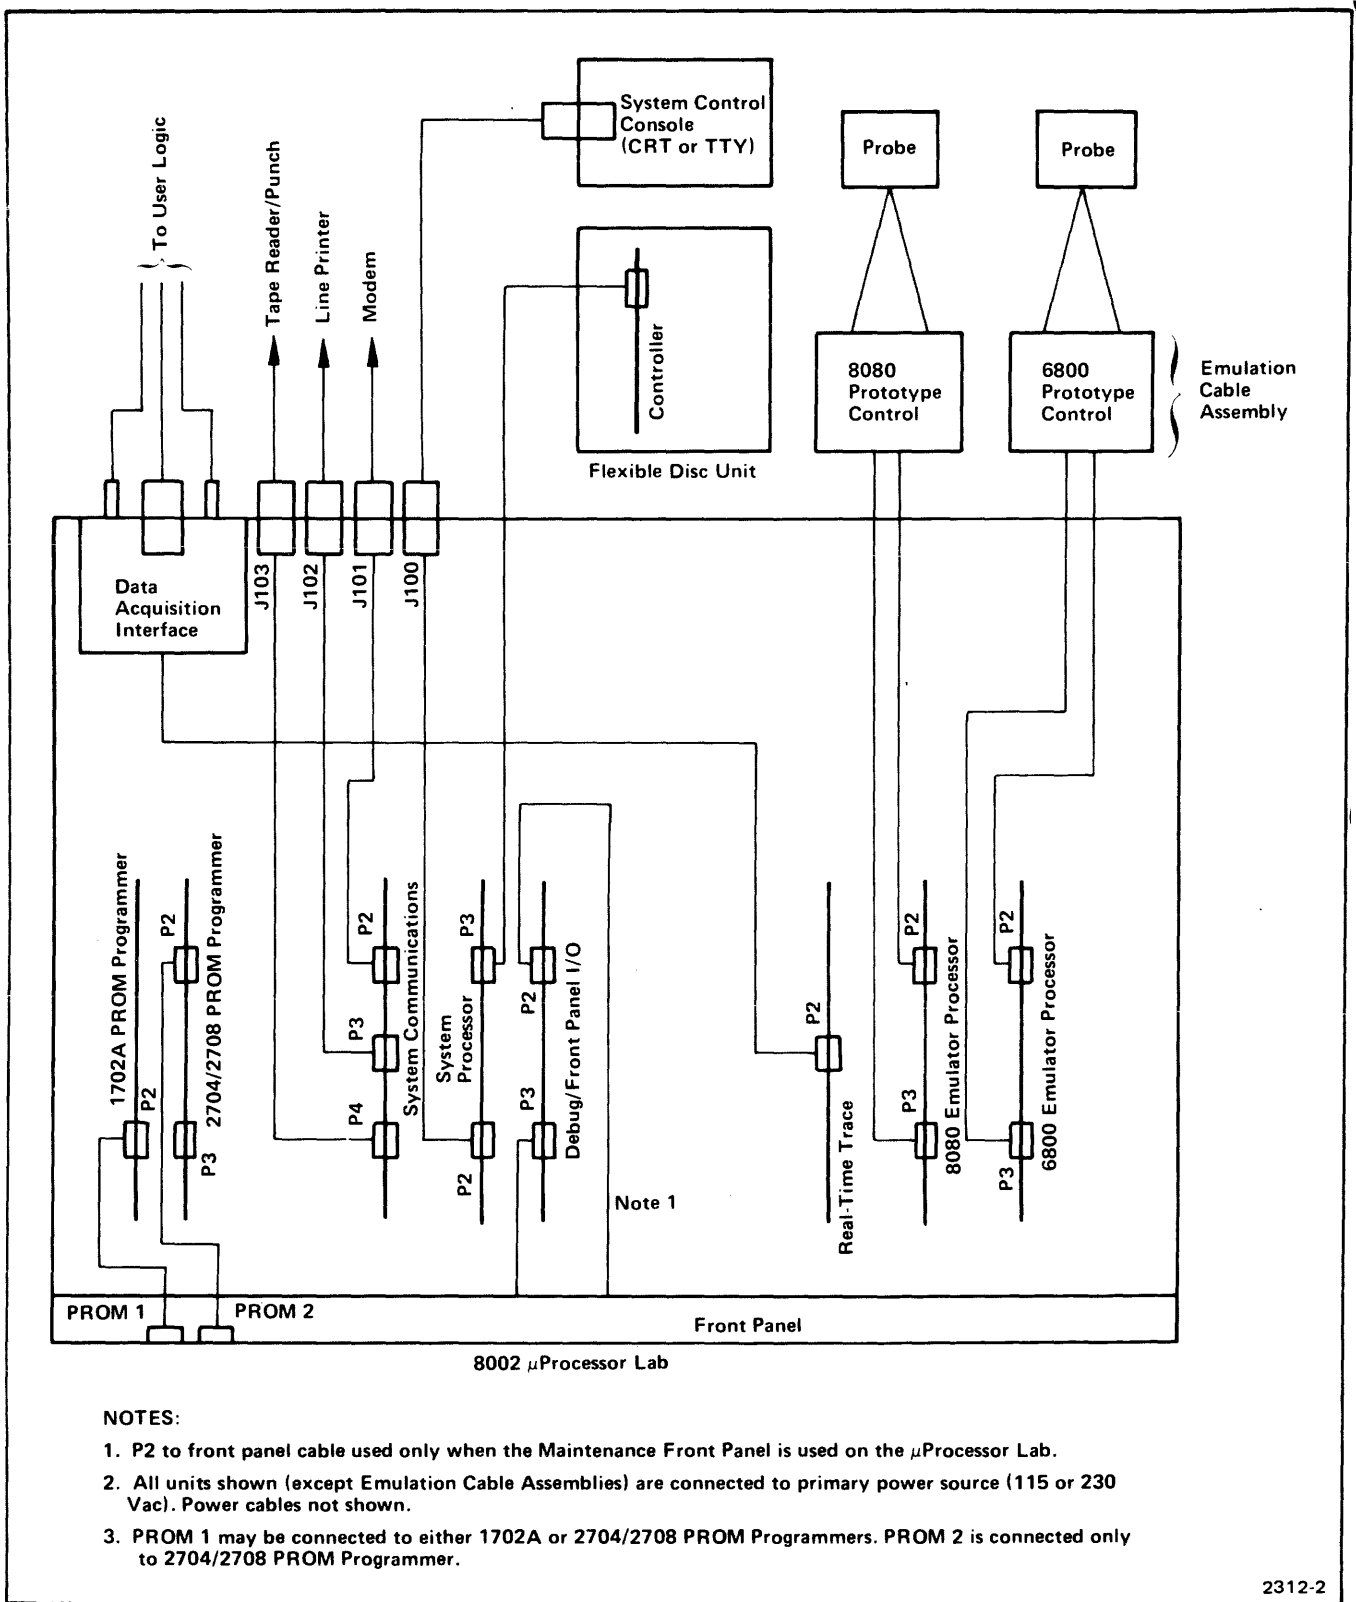 System Control
Console
(CRT or TTY)
Probe
Probe
To User Logic
Tape Reader/Punch
Line Printer
Modem
Controller
8080
Prototype
Control
6800
Prototype
Control
Emulation
Cable
Assembly
Flexible Disc Unit
Data
Acquisition
Interface
J103
J102
J101
J100
1702A PROM Programmer
P2
P2
P3
2704/2708 PROM Programmer
P2
P3
P4
System Communications
P3
System
Processor
P2
P2
P3
Debug/Front Panel I/O
Note 1
P2
Real-Time Trace
P2
P3
8080 Emulator Processor
P2
P3
6800 Emulator Processor
PROM 1
PROM 2
Front Panel
8002 μProcessor Lab
NOTES:
1. P2 to front panel cable used only when the Maintenance Front Panel is used on the μProcessor Lab.
2. All units shown (except Emulation Cable Assemblies) are connected to primary power source (115 or 230
Vac). Power cables not shown.
3. PROM 1 may be connected to either 1702A or 2704/2708 PROM Programmers. PROM 2 is connected only
to 2704/2708 PROM Programmer.
2312-2